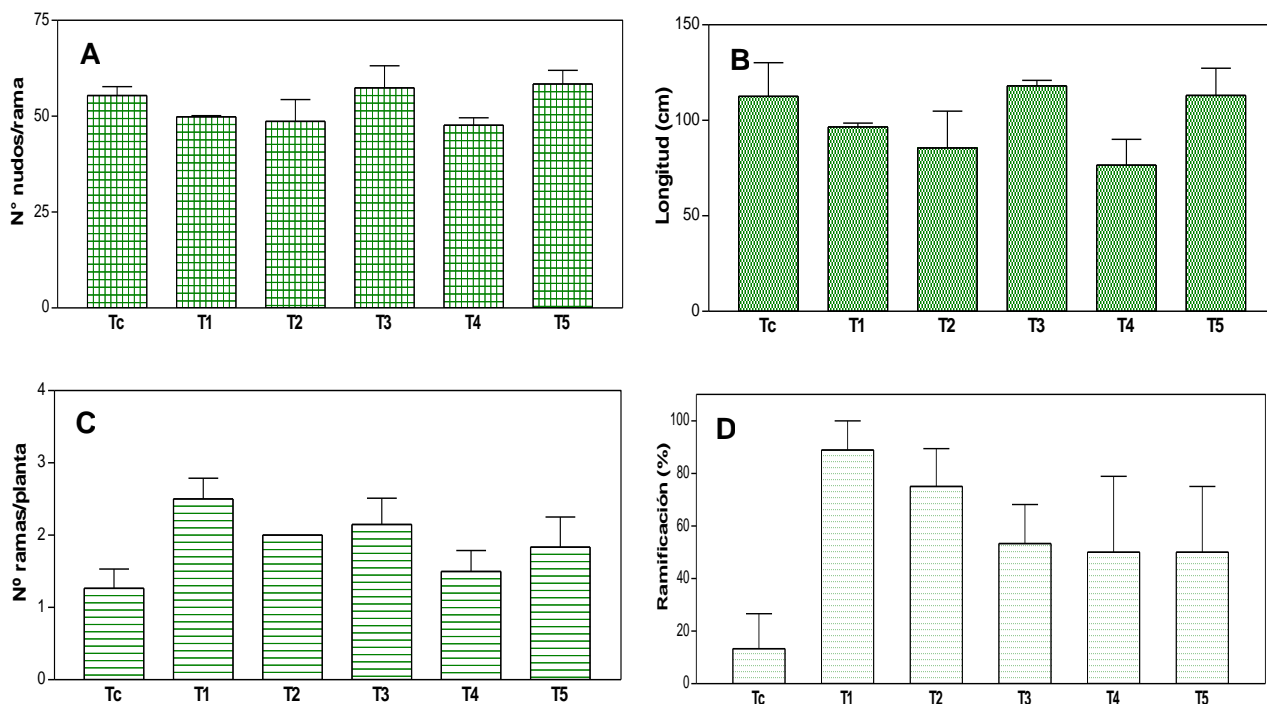 A
N° nudos/rama
75
50
25
0
Tc T1 T2 T3 T4 T5
B
Longitud (cm)
150
100
50
0
Tc T1 T2 T3 T4 T5
C
Nº ramas/planta
4
3
2
1
0
Tc T1 T2 T3 T4 T5
D
Ramificación (%)
100
80
60
40
20
0
Tc T1 T2 T3 T4 T5